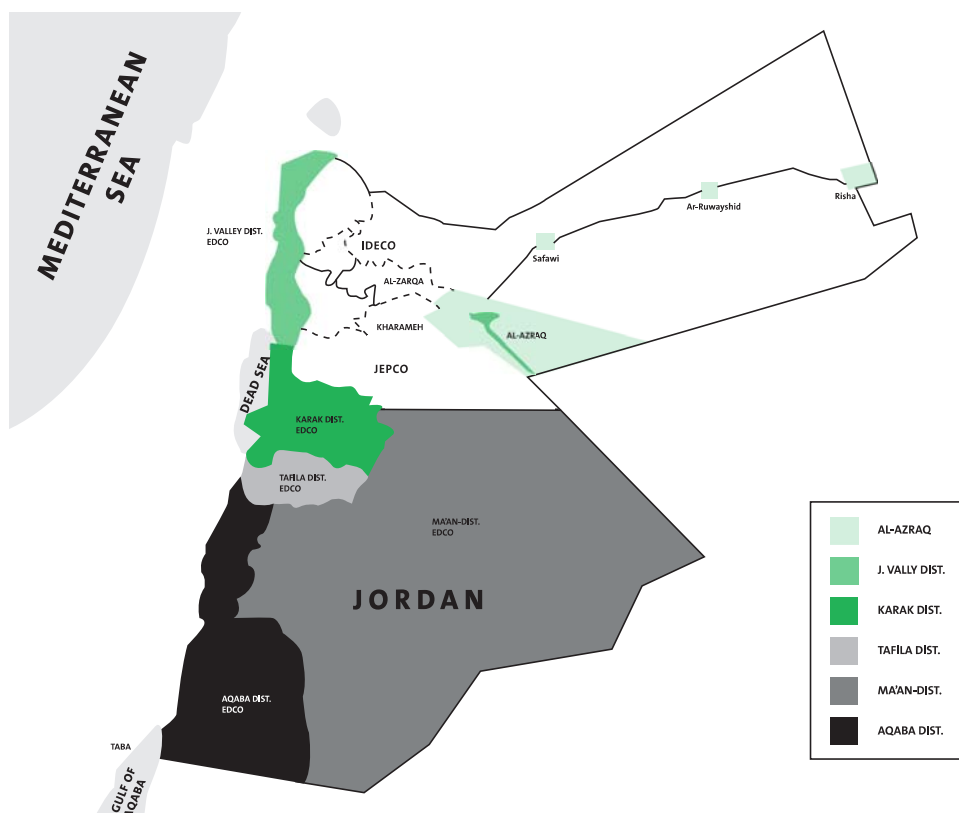 MEDITERRANEAN
SEA
J. VALLEY DIST.
EDCO
IDECO
AL-ZARQA
KHARAMEH
JEPCO
AL-AZRAQ
Safawi
Ar-Ruwayshid
Risha
DEAD SEA
KARAK DIST.
EDCO
TAFILA DIST.
EDCO
MA'AN-DIST.
EDCO
JORDAN
AQABA DIST.
EDCO
TABA
GULF OF
AQABA
AL-AZRAQ
J. VALLY DIST.
KARAK DIST.
TAFILA DIST.
MA'AN-DIST.
AQABA DIST.